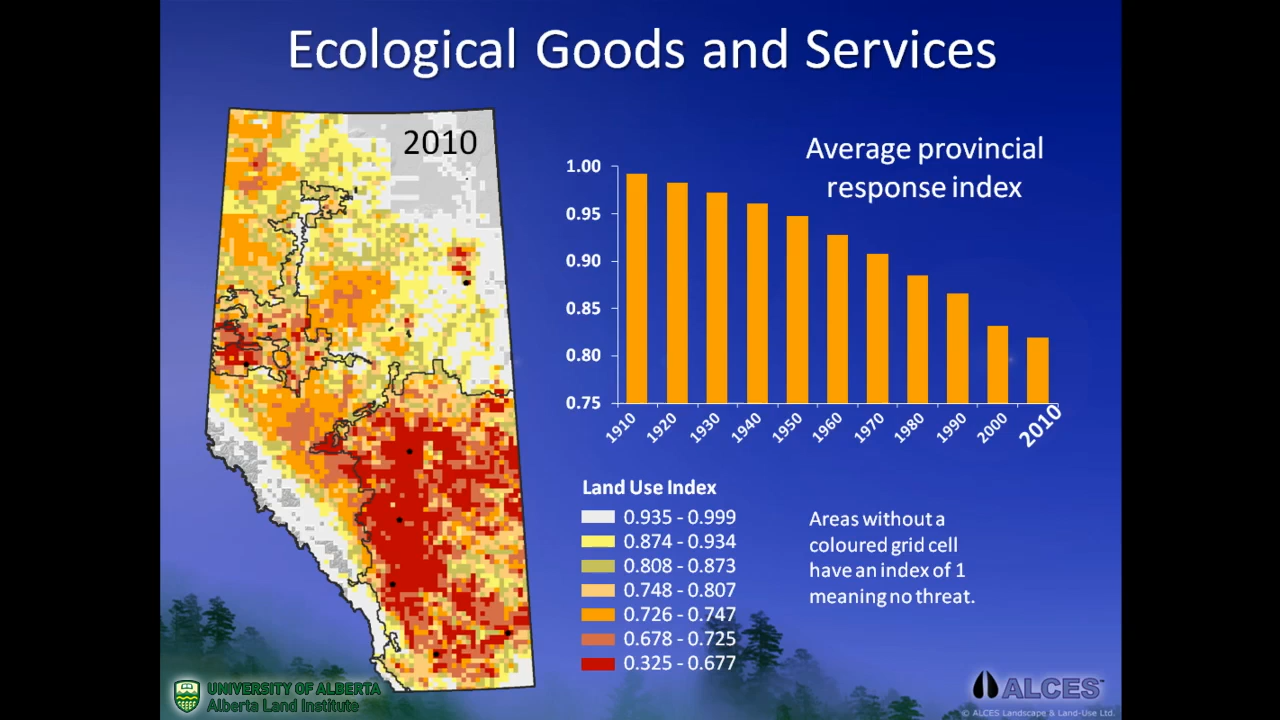 Ecological Goods and Services
2010
Average provincial
response index
1.00
0.95
0.90
0.85
0.80
0.75
1910
1920
1930
1940
1950
1960
1970
1980
1990
2000
2010
Land Use Index
0.935 - 0.999
0.874 - 0.934
0.808 - 0.873
0.748 - 0.807
0.726 - 0.747
0.678 - 0.725
0.325 - 0.677
Areas without a
coloured grid cell
have an index of 1
meaning no threat.
UNIVERSITY OF ALBERTA
Alberta Land Institute
ALCES™
© ALCES Landscape & Land-Use Ltd.